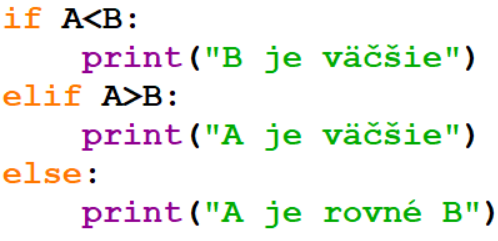 if A<B:
    print("B je väčšie")
elif A>B:
    print("A je väčšie")
else:
    print("A je rovné B")